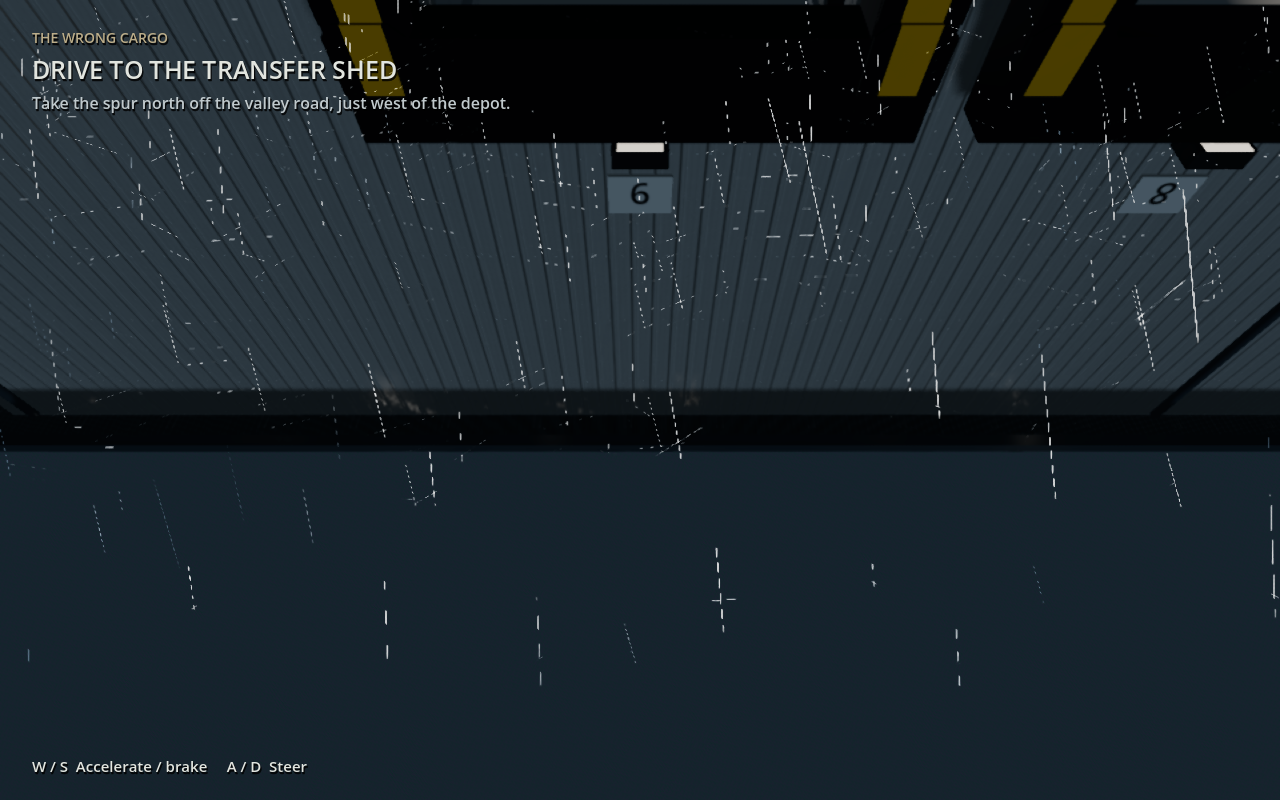 THE WRONG CARGO
DRIVE TO THE TRANSFER SHED
Take the spur north off the valley road, just west of the depot.
6
8
W / S Accelerate / brake A / D Steer